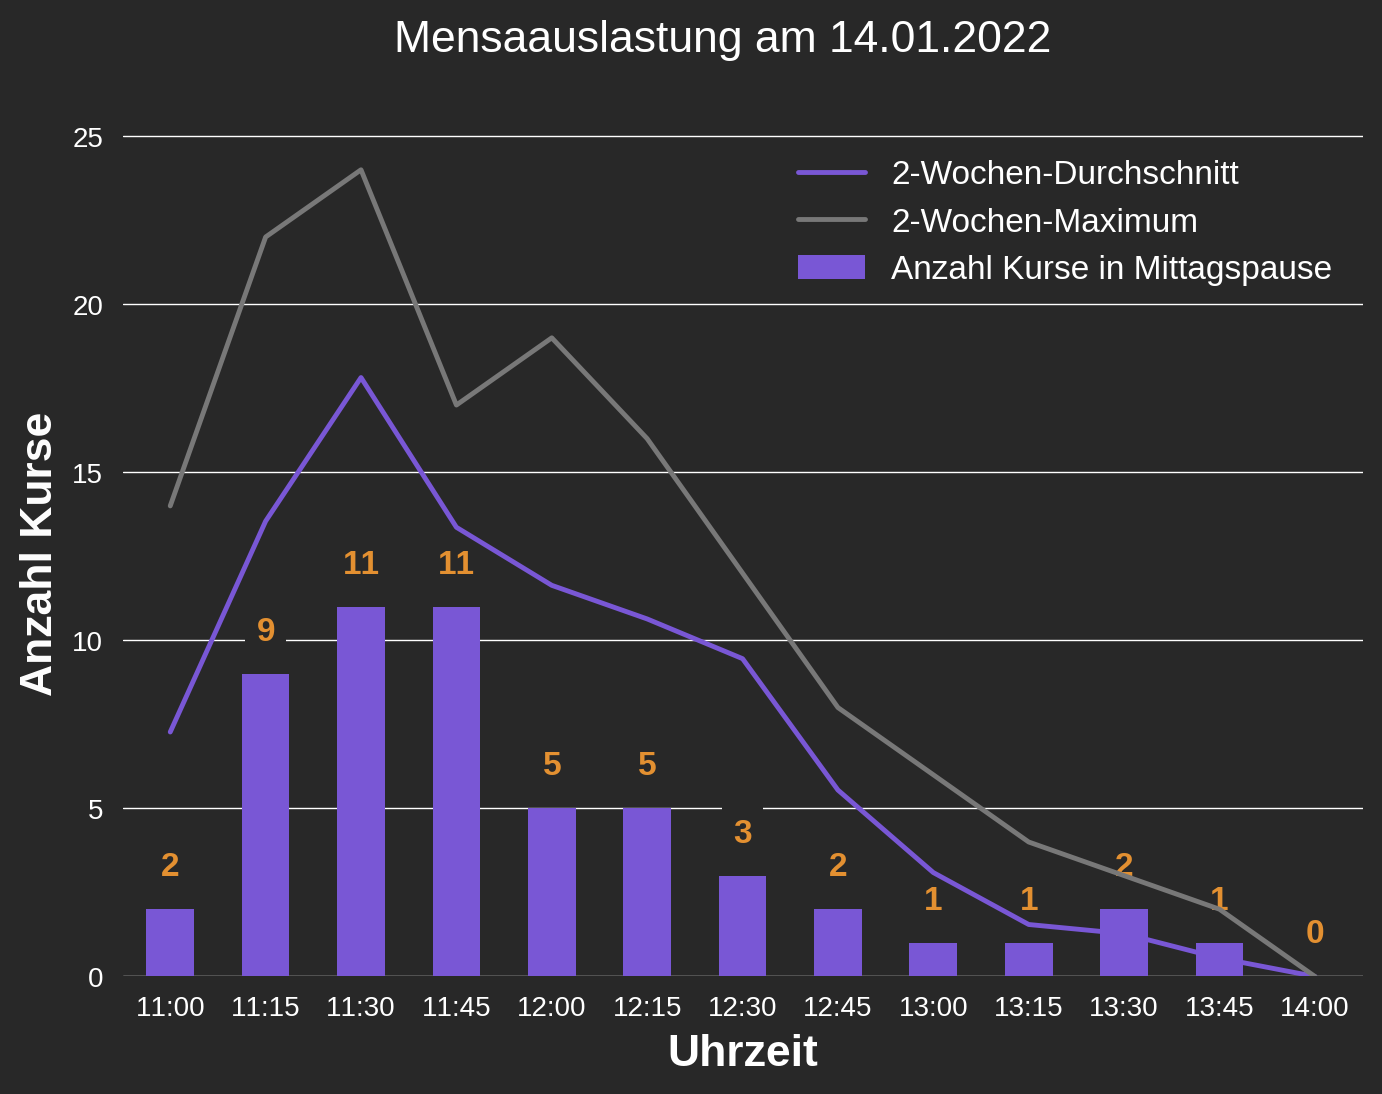 Mensaauslastung am 14.01.2022
25
20
15
10
5
0
Anzahl Kurse
2-Wochen-Durchschnitt
2-Wochen-Maximum
Anzahl Kurse in Mittagspause
2
9
11
11
5
5
3
2
1
1
2
1
0
11:00 11:15 11:30 11:45 12:00 12:15 12:30 12:45 13:00 13:15 13:30 13:45 14:00
Uhrzeit